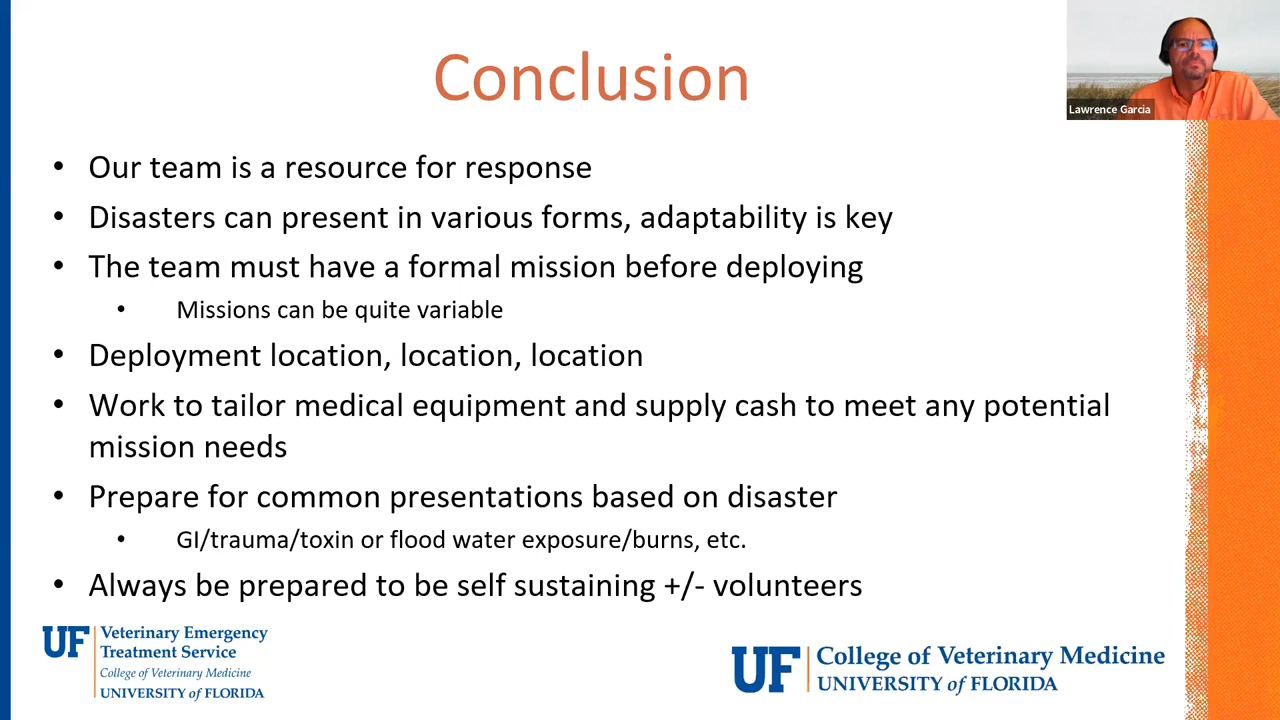 Conclusion
Lawrence Garcia
• Our team is a resource for response
• Disasters can present in various forms, adaptability is key
• The team must have a formal mission before deploying
• Missions can be quite variable
• Deployment location, location, location
• Work to tailor medical equipment and supply cash to meet any potential
mission needs
• Prepare for common presentations based on disaster
• GI/trauma/toxin or flood water exposure/burns, etc.
• Always be prepared to be self sustaining +/- volunteers
UF Veterinary Emergency
Treatment Service
College of Veterinary Medicine
UNIVERSITY of FLORIDA
UF College of Veterinary Medicine
UNIVERSITY of FLORIDA